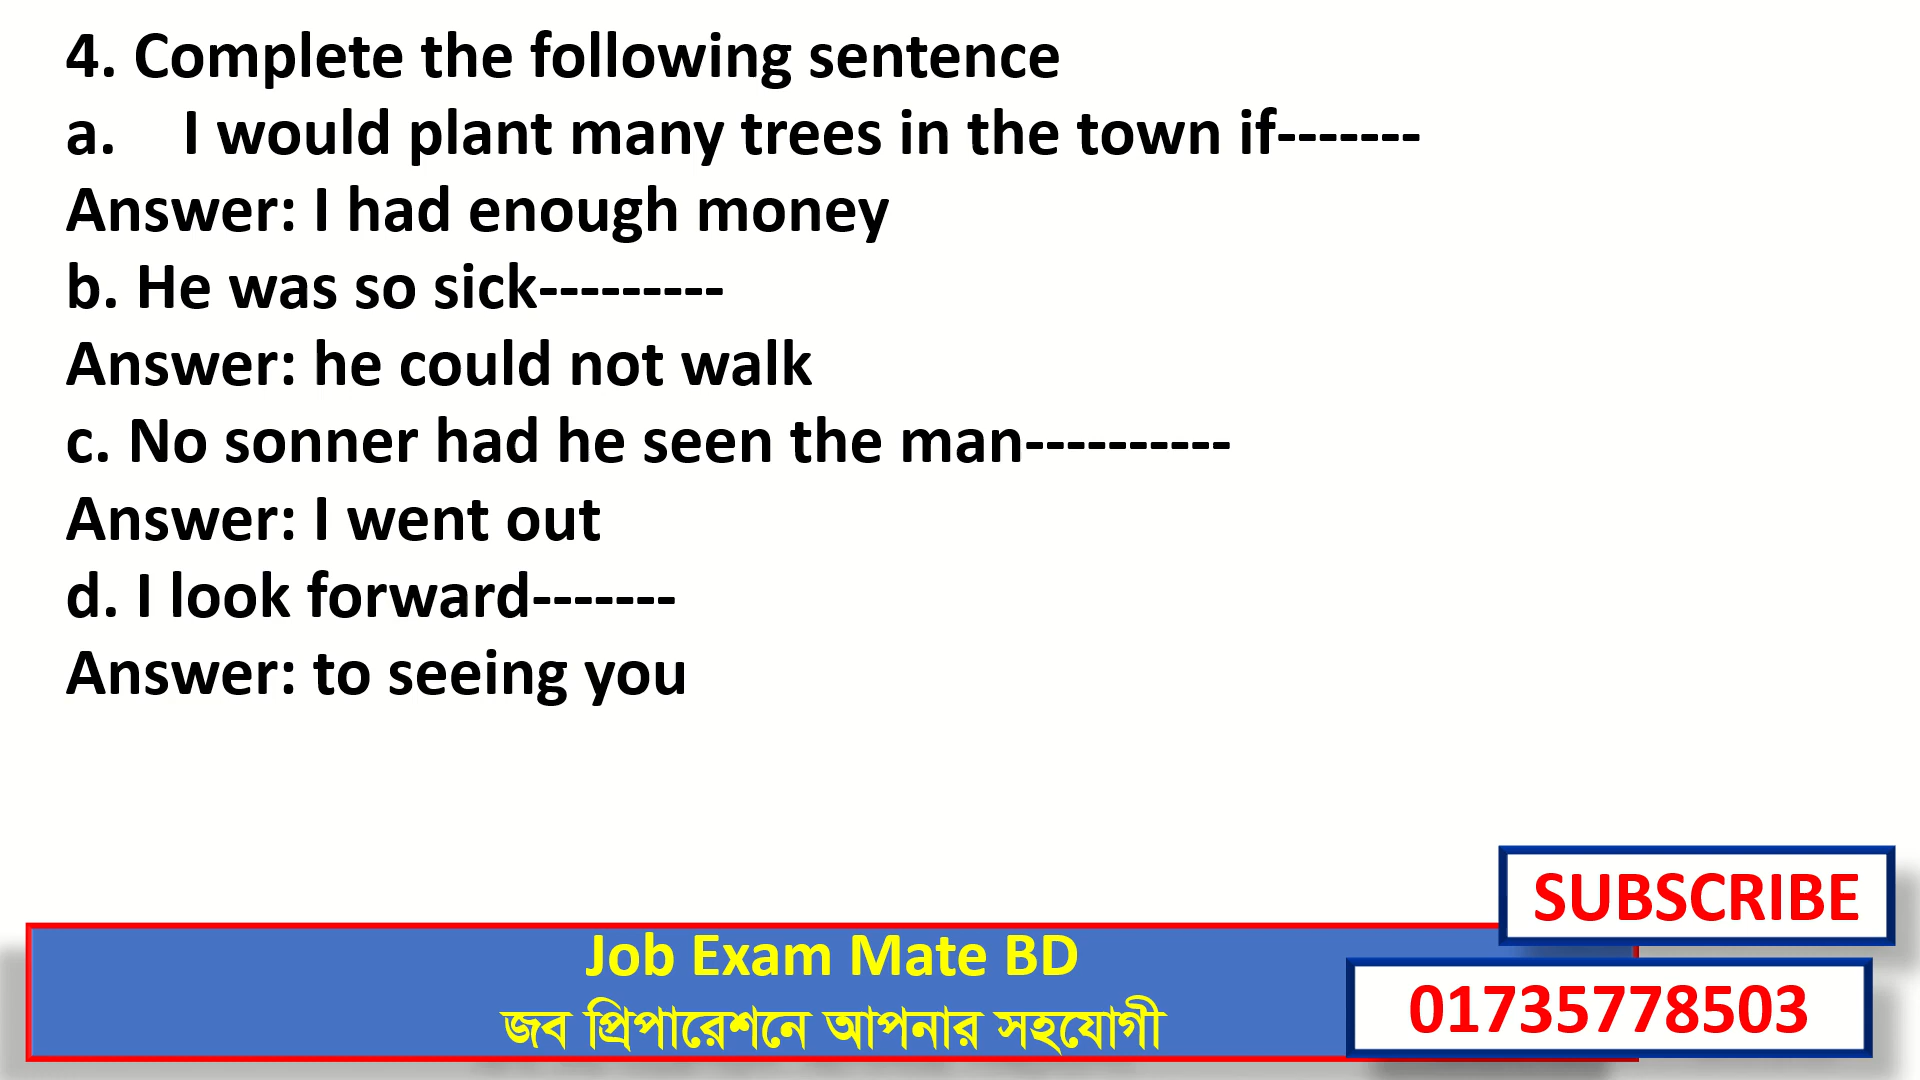 4. Complete the following sentence
a. I would plant many trees in the town if-------
Answer: I had enough money
b. He was so sick---------
Answer: he could not walk
c. No sonner had he seen the man----------
Answer: I went out
d. I look forward-------
Answer: to seeing you
SUBSCRIBE
Job Exam Mate BD
জব প্রিপারেশনে আপনার সহযোগী
01735778503